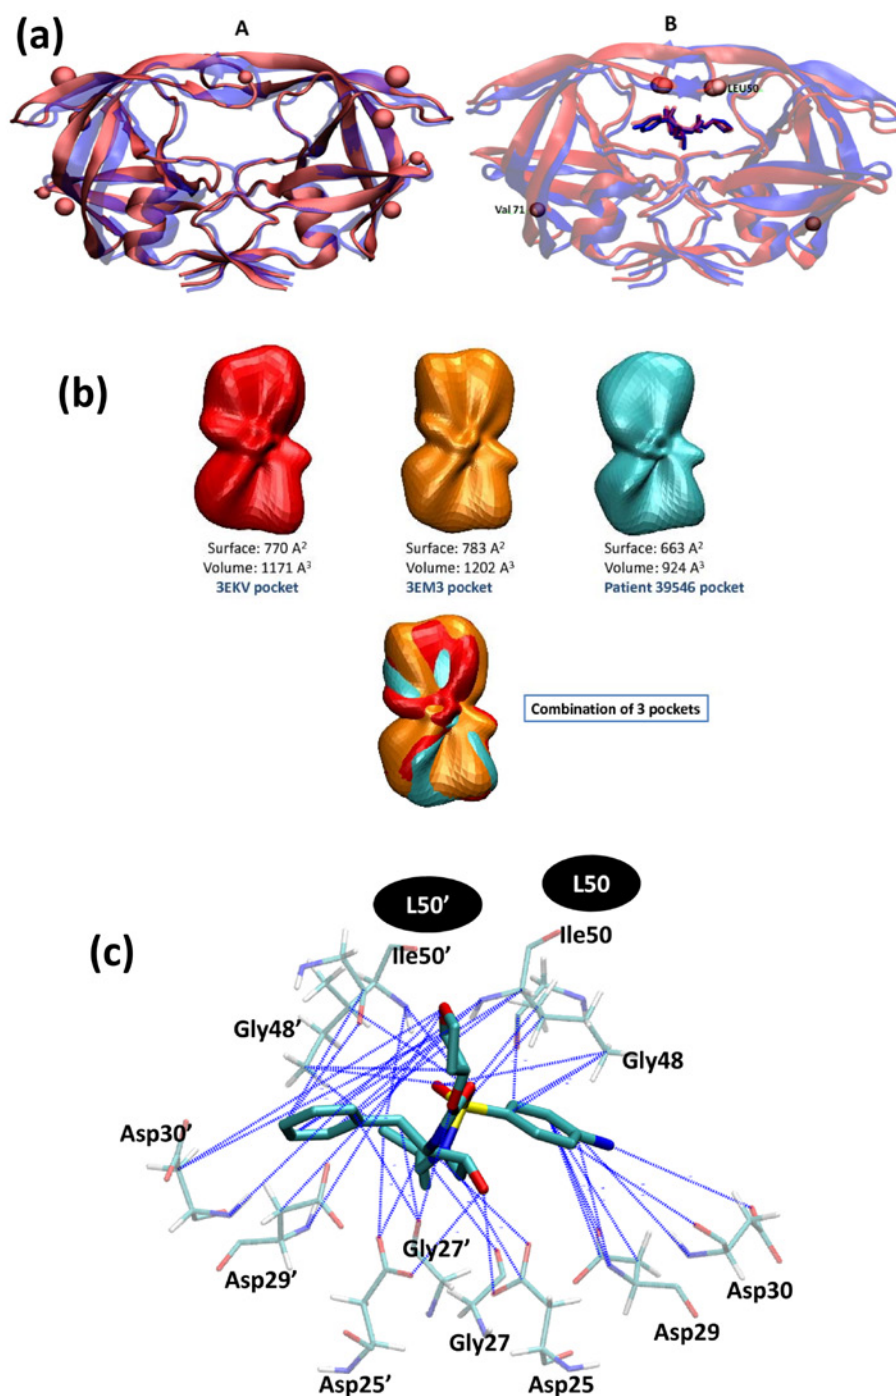 (a)
A
B
LEU50
Val 71
(b)
Surface: 770 A²
Volume: 1171 A³
3EKV pocket
Surface: 783 A²
Volume: 1202 A³
3EM3 pocket
Surface: 663 A²
Volume: 924 A³
Patient 39546 pocket
Combination of 3 pockets
(c)
L50’
L50
Ile50’
Ile50
Gly48’
Gly48
Asp30’
Asp29’
Gly27’
Asp30
Asp29
Gly27
Asp25’
Asp25